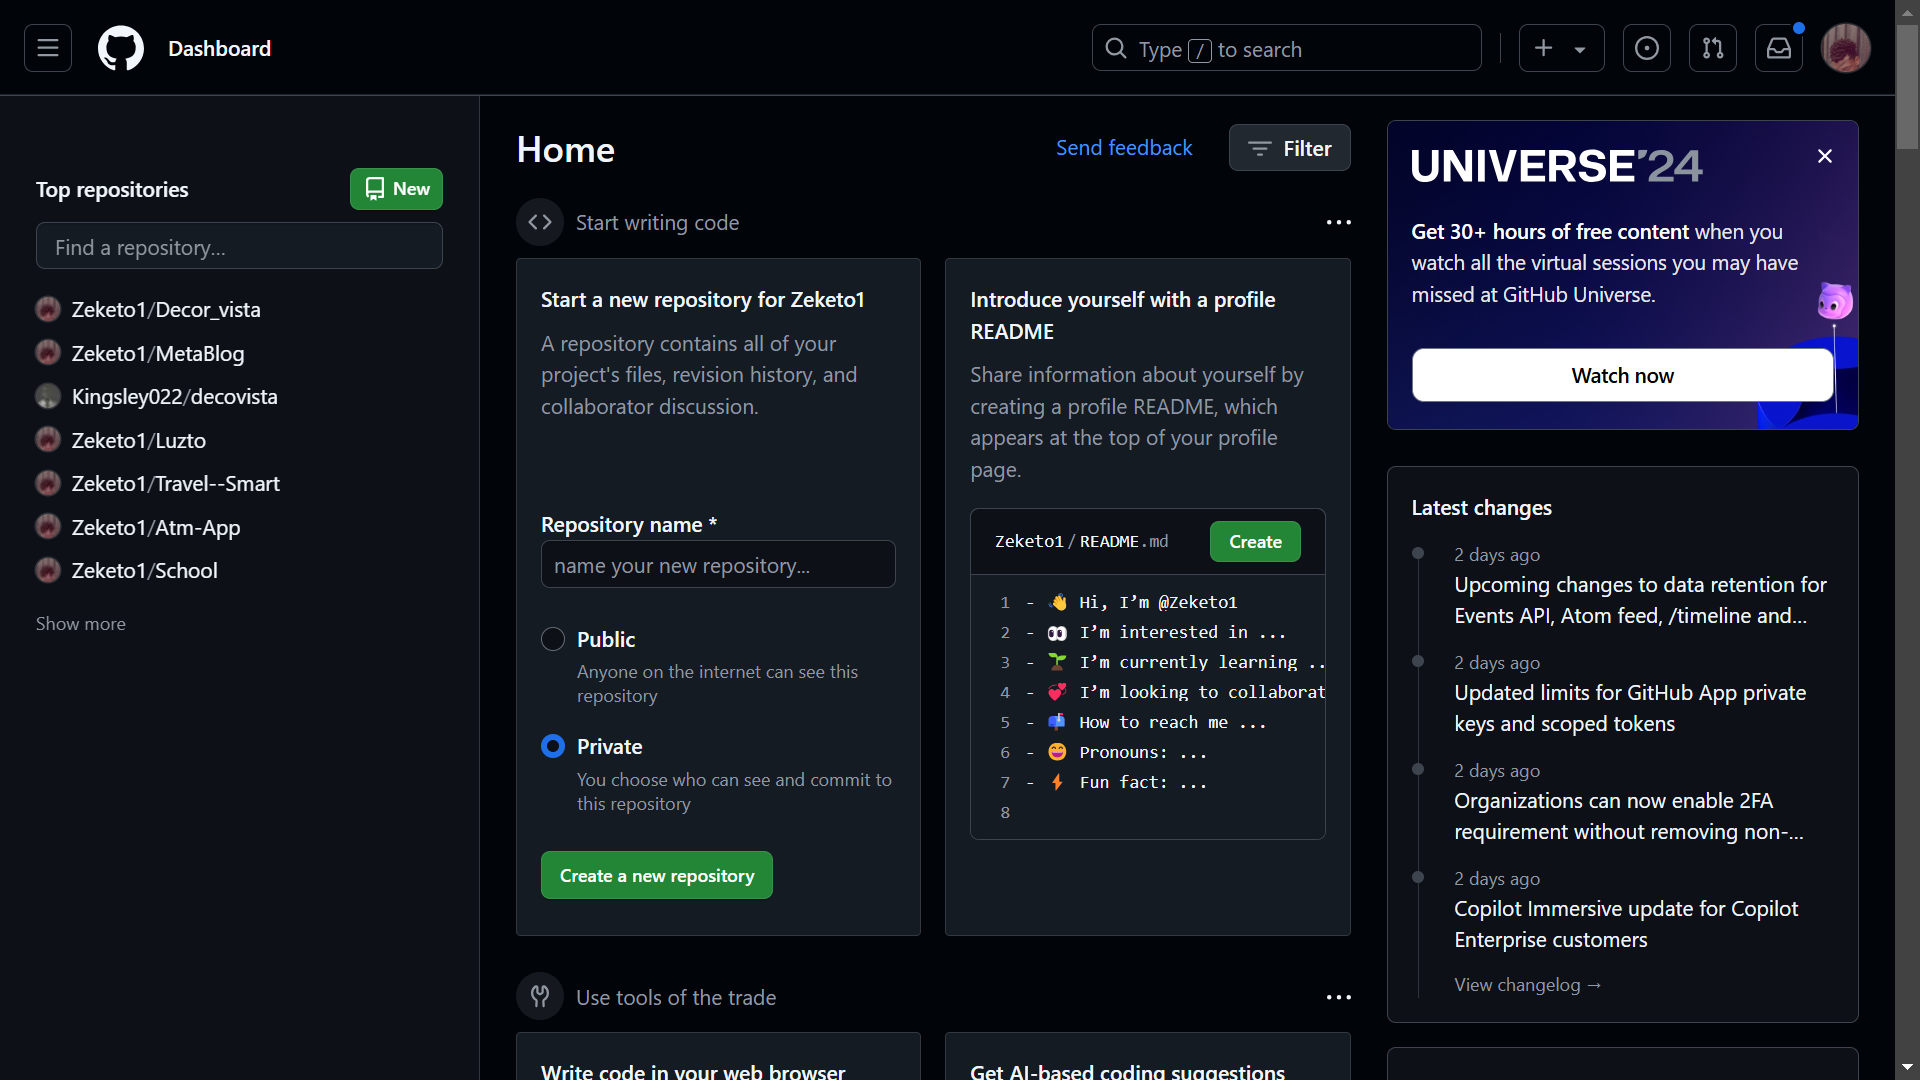 Dashboard
Type / to search
Top repositories
New
Find a repository...
Zeketo1/Decor_vista
Zeketo1/MetaBlog
Kingsley022/decovista
Zeketo1/Luzto
Zeketo1/Travel--Smart
Zeketo1/Atm-App
Zeketo1/School
Show more
Home
Send feedback
Filter
Start writing code
Start a new repository for Zeketo1
A repository contains all of your
project's files, revision history, and
collaborator discussion.
Repository name *
name your new repository...
Public
Anyone on the internet can see this
repository
Private
You choose who can see and commit to
this repository
Create a new repository
Introduce yourself with a profile
README
Share information about yourself by
creating a profile README, which
appears at the top of your profile
page.
Zeketo1/README.md
Create
1 - 👋 Hi, I’m @Zeketo1
2 - 👀 I’m interested in ...
3 - 🌱 I’m currently learning ..
4 - 💞️ I’m looking to collaborat
5 - 📫 How to reach me ...
6 - 😄 Pronouns: ...
7 - ⚡ Fun fact: ...
8
Use tools of the trade
Write code in your web browser
Get AI-based coding suggestions
UNIVERSE'24
Get 30+ hours of free content when you
watch all the virtual sessions you may have
missed at GitHub Universe.
Watch now
Latest changes
2 days ago
Upcoming changes to data retention for
Events API, Atom feed, /timeline and...
2 days ago
Updated limits for GitHub App private
keys and scoped tokens
2 days ago
Organizations can now enable 2FA
requirement without removing non-...
2 days ago
Copilot Immersive update for Copilot
Enterprise customers
View changelog →